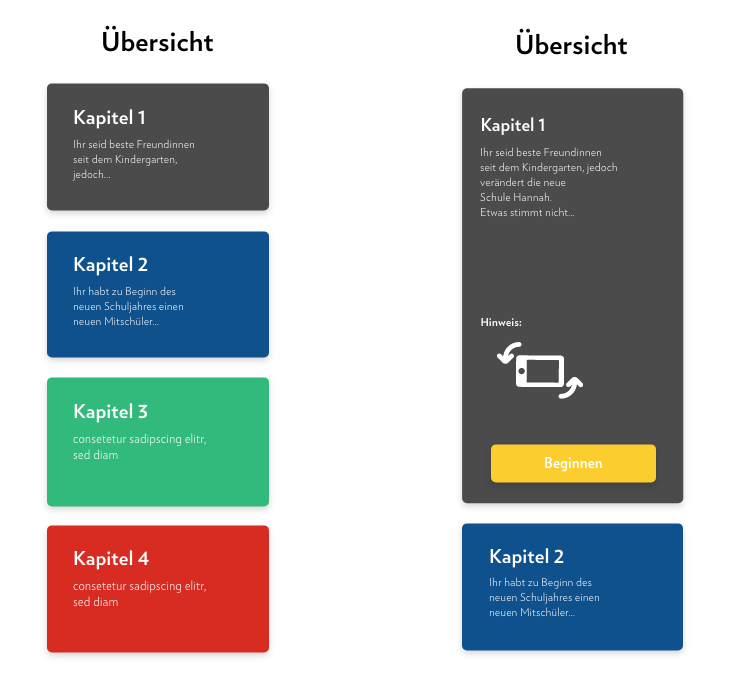 Übersicht
Kapitel 1
Ihr seid beste Freundinnen
seit dem Kindergarten,
jedoch...
Kapitel 2
Ihr habt zu Beginn des
neuen Schuljahres einen
neuen Mitschüler...
Kapitel 3
consetetur sadipscing elitr,
sed diam
Kapitel 4
consetetur sadipscing elitr,
sed diam
Übersicht
Kapitel 1
Ihr seid beste Freundinnen
seit dem Kindergarten, jedoch
verändert die neue
Schule Hannah.
Etwas stimmt nicht...
Hinweis:
Beginnen
Kapitel 2
Ihr habt zu Beginn des
neuen Schuljahres einen
neuen Mitschüler...